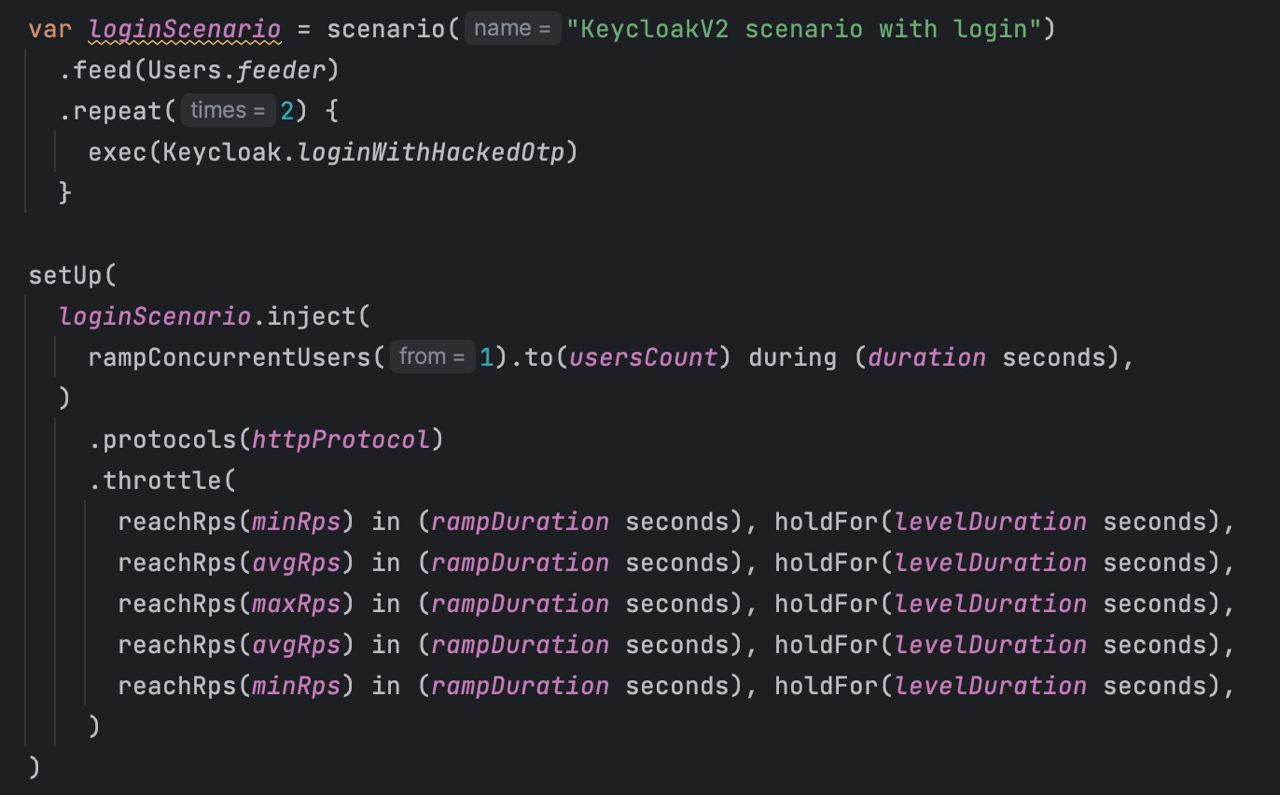 var loginScenario = scenario( name = "KeycloakV2 scenario with login")
.feed(Users.feeder)
.repeat( times = 2) {
exec(Keycloak.loginWithHackedOtp)
}
setUp(
loginScenario.inject(
rampConcurrentUsers( from = 1).to(usersCount) during (duration seconds),
)
.protocols(httpProtocol)
.throttle(
reachRps(minRps) in (rampDuration seconds), holdFor(levelDuration seconds),
reachRps(avgRps) in (rampDuration seconds), holdFor(levelDuration seconds),
reachRps(maxRps) in (rampDuration seconds), holdFor(levelDuration seconds),
reachRps(avgRps) in (rampDuration seconds), holdFor(levelDuration seconds),
reachRps(minRps) in (rampDuration seconds), holdFor(levelDuration seconds),
)
)